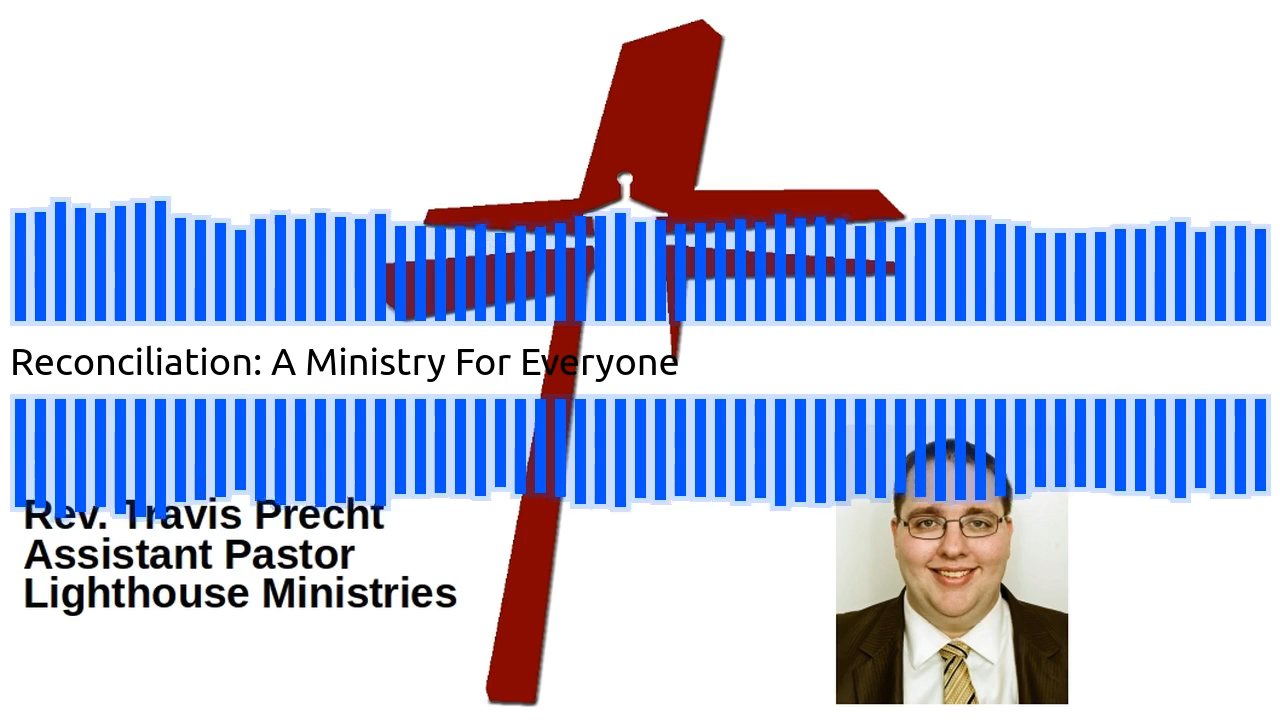 Reconciliation: A Ministry For Everyone
Rev. Travis Precht
Assistant Pastor
Lighthouse Ministries